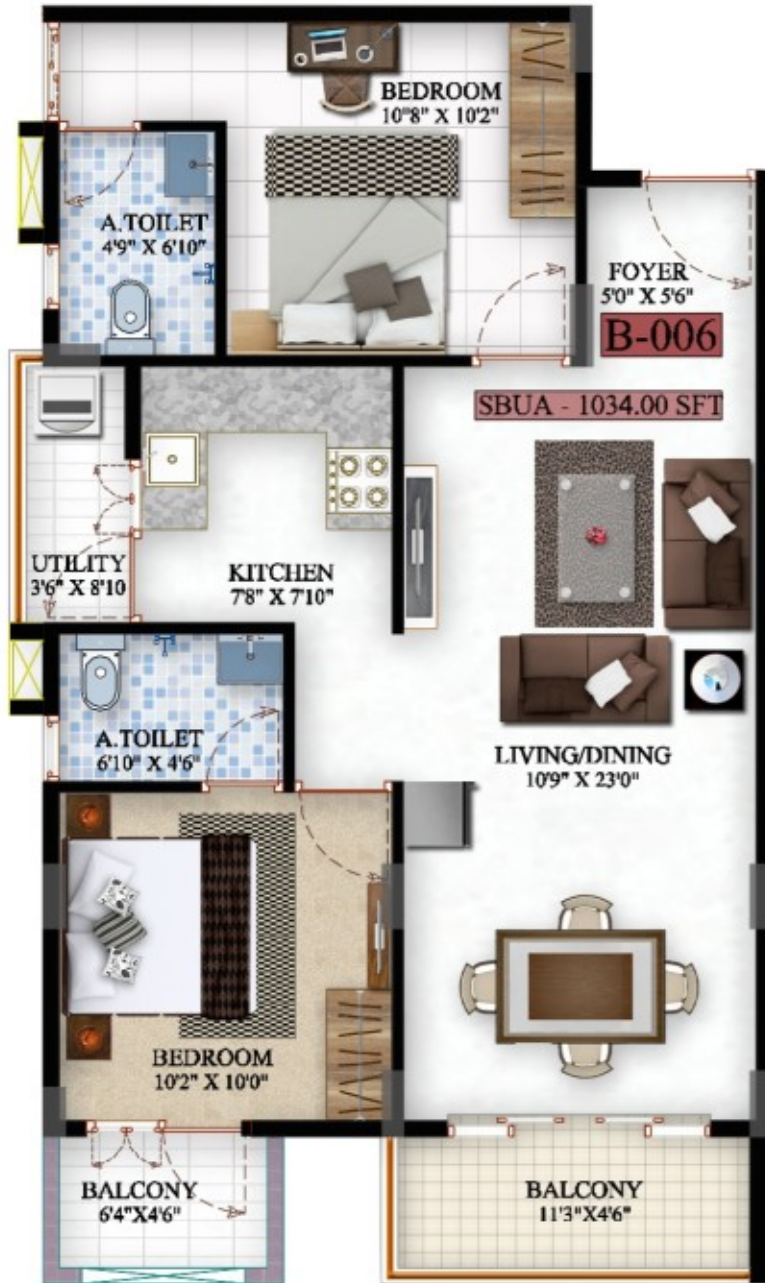 BEDROOM
10"8" X 10'2"
A.TOILET
4'9" X 6'10"
FOYER
5'0" X 5'6"
B-006
SBUA - 1034.00 SFT
UTILITY
3'6" X 8'10
KITCHEN
7'8" X 7'10"
A.TOILET
6'10" X 4'6"
LIVING/DINING
10'9" X 23'0"
BEDROOM
10'2" X 10'0"
BALCONY
6'4"X4'6"
BALCONY
11'3"X4'6"